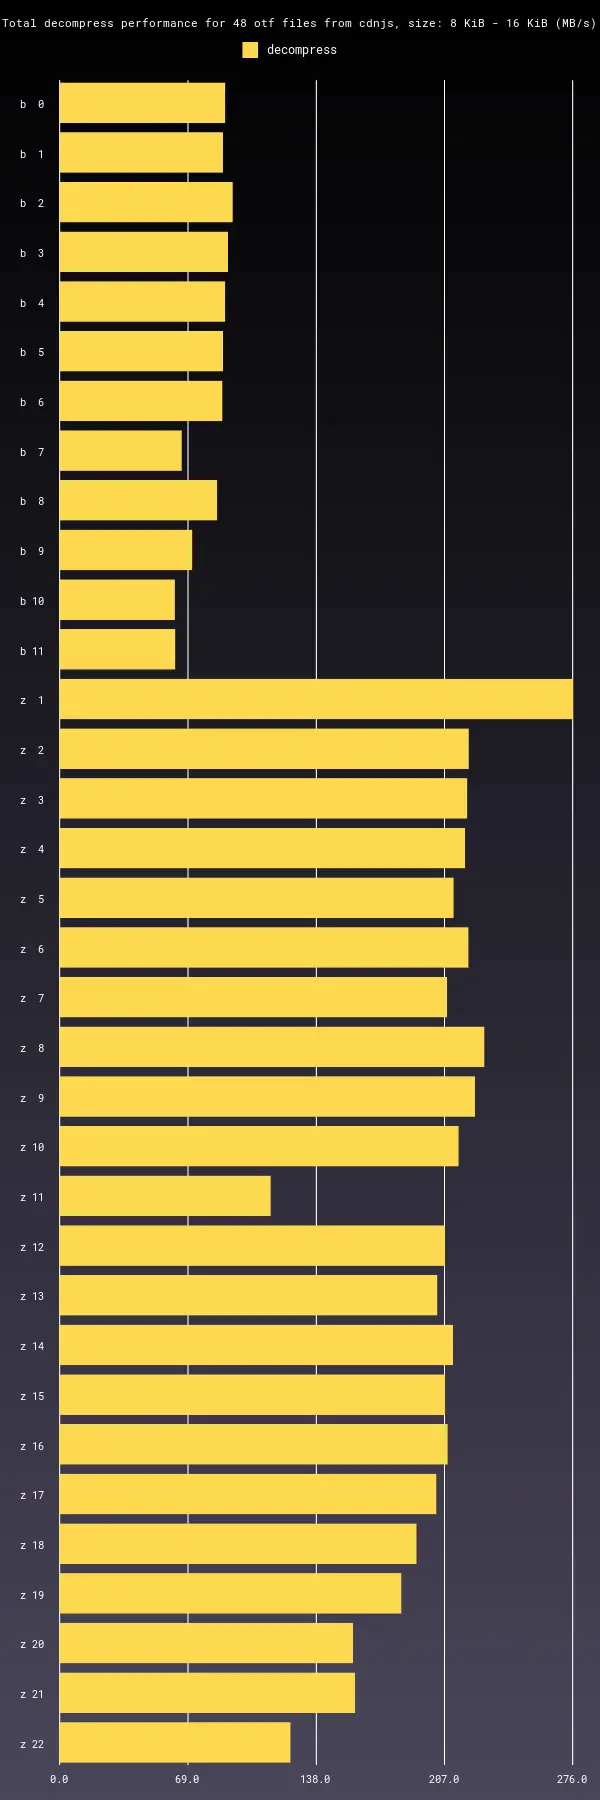 Total decompress performance for 48 otf files from cdnjs, size: 8 KiB - 16 KiB (MB/s)
decompress
b 0
b 1
b 2
b 3
b 4
b 5
b 6
b 7
b 8
b 9
b 10
b 11
z 1
z 2
z 3
z 4
z 5
z 6
z 7
z 8
z 9
z 10
z 11
z 12
z 13
z 14
z 15
z 16
z 17
z 18
z 19
z 20
z 21
z 22
0.0 69.0 138.0 207.0 276.0